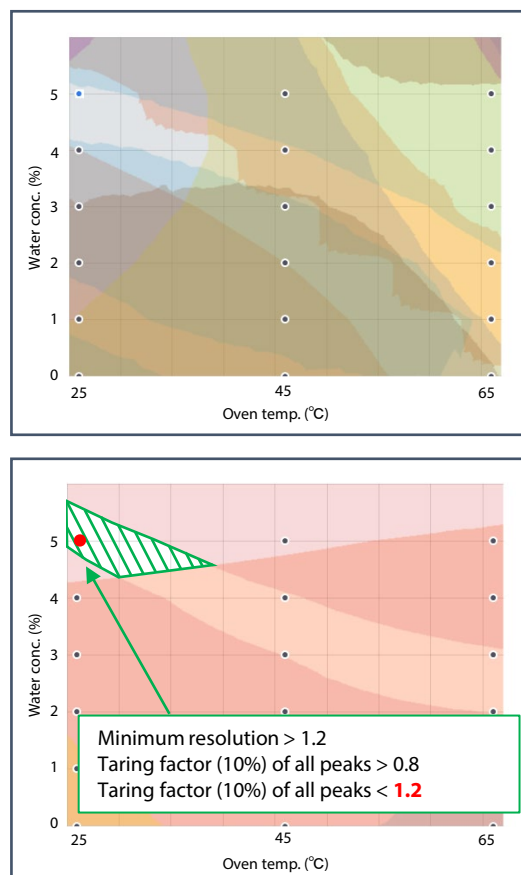 Water conc. (%)
5
4
3
2
1
0
25
45
65
Oven temp. (℃)
Water conc. (%)
5
4
3
2
1
0
Minimum resolution > 1.2
Taring factor (10%) of all peaks > 0.8
Taring factor (10%) of all peaks < 1.2
25
45
65
Oven temp. (℃)